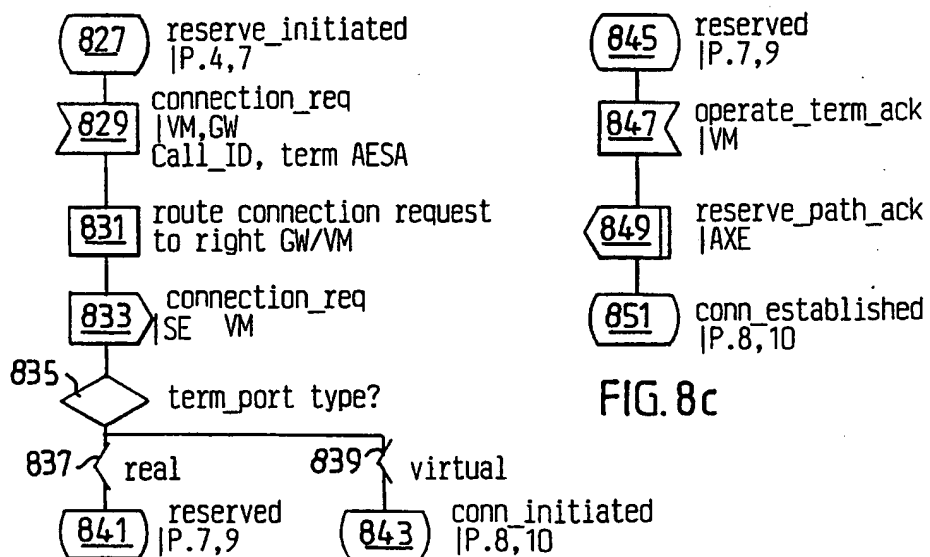 827 reserve_initiated
|P.4,7
829 connection_req
|VM,GW
Call_ID, term AESA
831 route connection request
to right GW/VM
833 connection_req
|SE VM
835 term_port type?
837 real
839 virtual
841 reserved
|P.7,9
843 conn_initiated
|P.8,10
845 reserved
|P.7,9
847 operate_term_ack
|VM
849 reserve_path_ack
|AXE
851 conn_established
|P.8,10
FIG. 8c